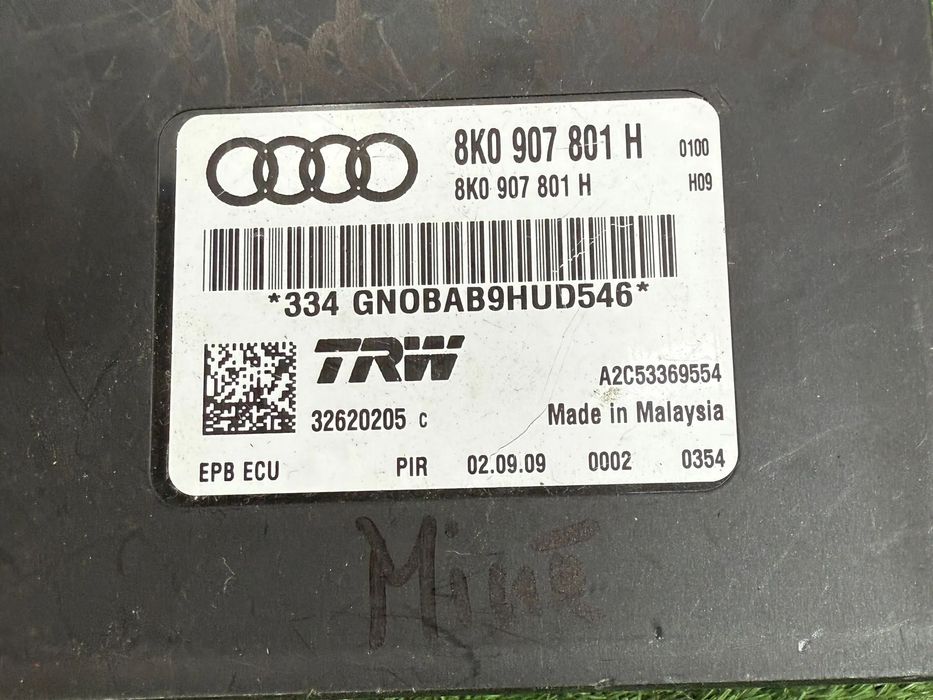 8K0 907 801 H 0100
8K0 907 801 H H09
*334 GN0BAB9HUD546*
TRW
A2C53369554
32620205 C Made in Malaysia
EPB ECU PIR 02.09.09 0002 0354